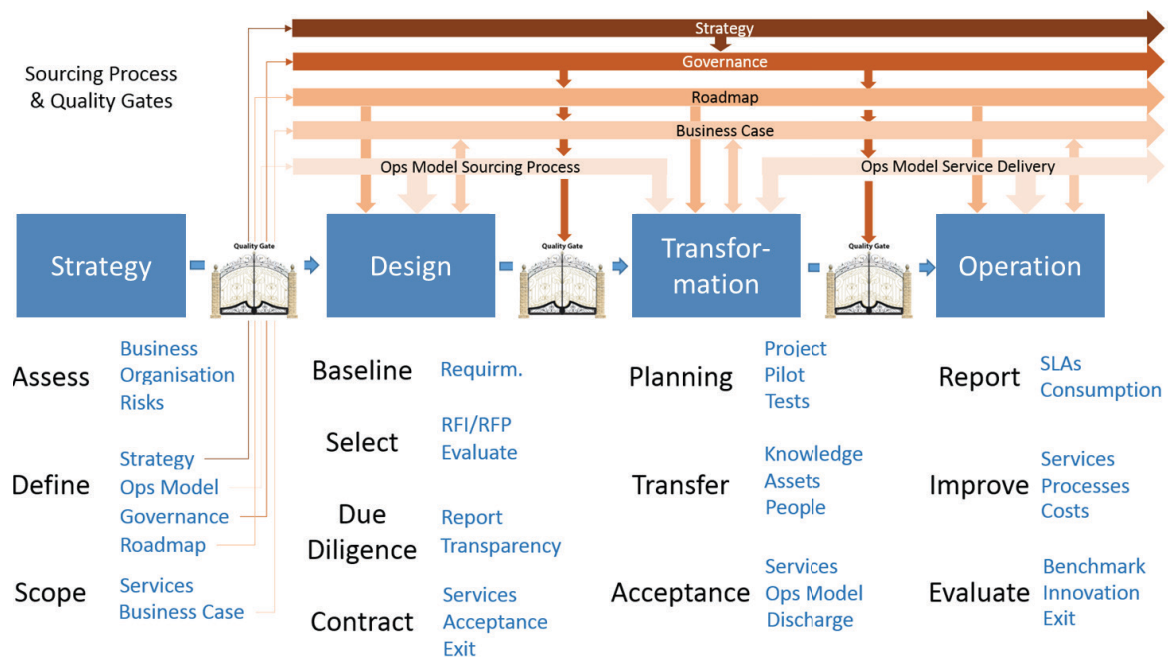 Strategy
Sourcing Process
& Quality Gates
Governance
Roadmap
Business Case
Ops Model Sourcing Process
Ops Model Service Delivery
Strategy
Quality Gate
Design
Quality Gate
Transfor-
mation
Quality Gate
Operation
Assess
Business
Organisation
Risks
Define
Strategy
Ops Model
Governance
Roadmap
Scope
Services
Business Case
Baseline
Requirm.
Select
RFI/RFP
Evaluate
Due
Diligence
Report
Transparency
Contract
Services
Acceptance
Exit
Planning
Project
Pilot
Tests
Transfer
Knowledge
Assets
People
Acceptance
Services
Ops Model
Discharge
Report
SLAs
Consumption
Improve
Services
Processes
Costs
Evaluate
Benchmark
Innovation
Exit